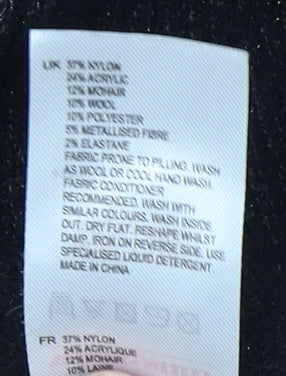 UK 37% NYLON
24% ACRYLIC
12% MOHAIR
10% WOOL
10% POLYESTER
5% METALLISED FIBRE
2% ELASTANE
FABRIC PRONE TO PILLING. WASH
AS WOOL OR COOL HAND WASH.
FABRIC CONDITIONER
RECOMMENDED. WASH WITH
SIMILAR COLOURS. WASH INSIDE
OUT. DRY FLAT. RESHAPE WHILST
DAMP. IRON ON REVERSE SIDE. USE
SPECIALISED LIQUID DETERGENT.
MADE IN CHINA
FR 37% NYLON
24% ACRYLIQUE
12% MOHAIR
10% LAINE